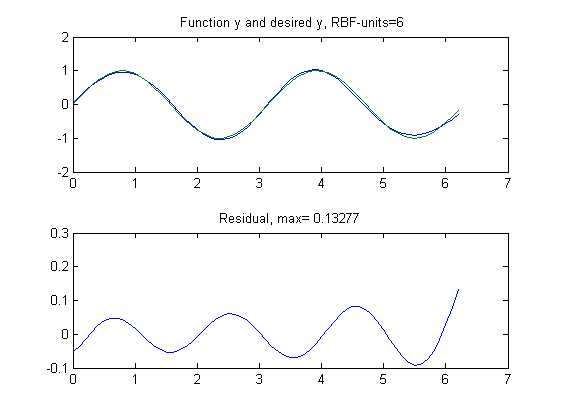 Function y and desired y, RBF-units=6
2
1
0
-1
-2
0 1 2 3 4 5 6 7
Residual, max= 0.13277
0.3
0.2
0.1
0
-0.1
0 1 2 3 4 5 6 7